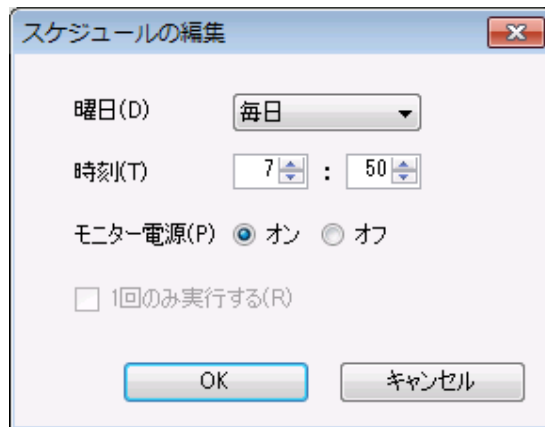 スケジュールの編集
曜日(D) 毎日
時刻(T) 7 : 50
モニター電源(P) オン オフ
1回のみ実行する(R)
OK キャンセル